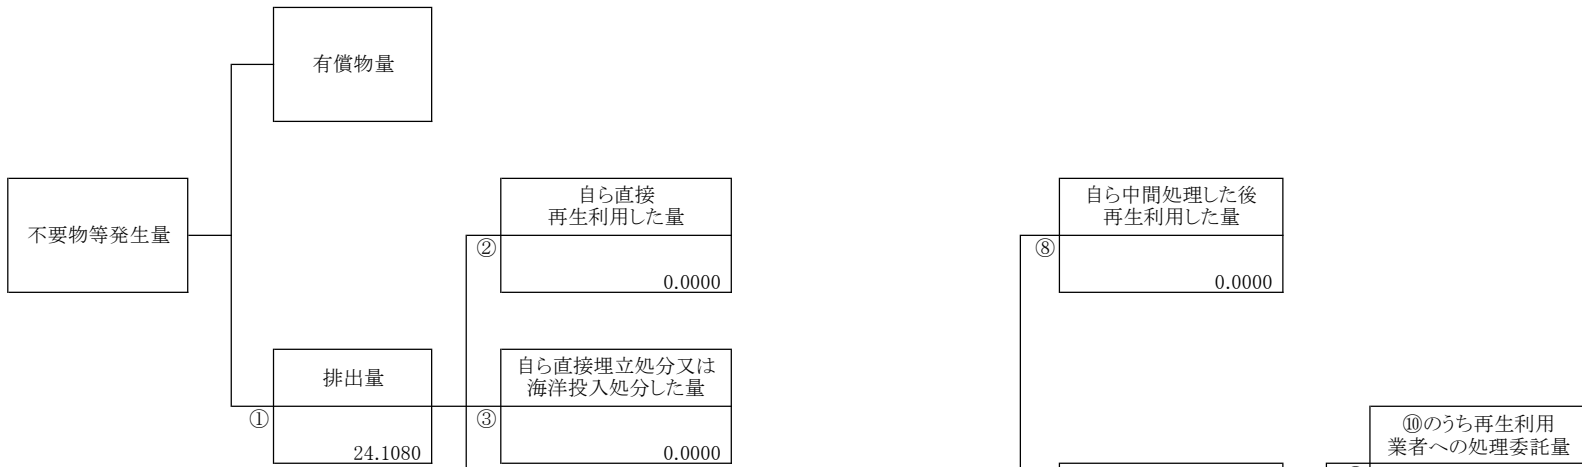 有償物量
不要物等発生量
自ら直接
再生利用した量
②
0.0000
自ら中間処理した後
再生利用した量
⑧
0.0000
排出量
①
24.1080
自ら直接埋立処分又は
海洋投入処分した量
③
0.0000
⑩のうち再生利用
業者への処理委託量